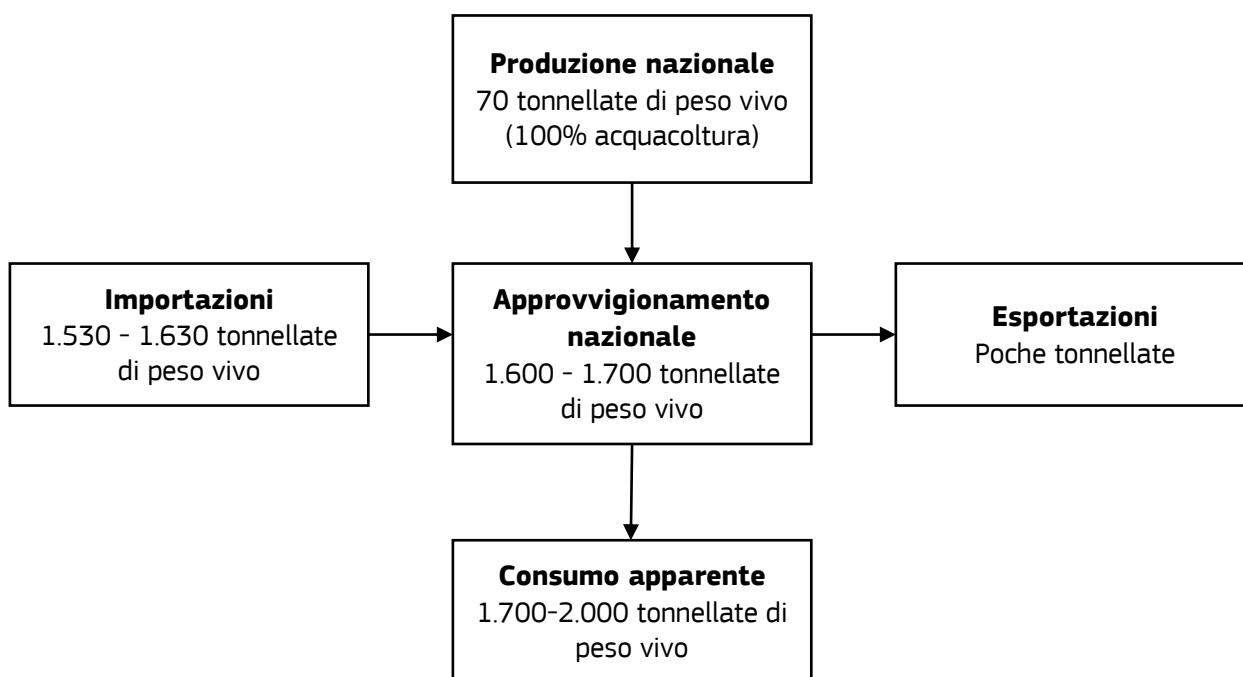 Produzione nazionale
70 tonnellate di peso vivo
(100% acquacoltura)
Importazioni
1.530 - 1.630 tonnellate
di peso vivo
Approvvigionamento
nazionale
1.600 - 1.700 tonnellate
di peso vivo
Esportazioni
Poche tonnellate
Consumo apparente
1.700-2.000 tonnellate di
peso vivo